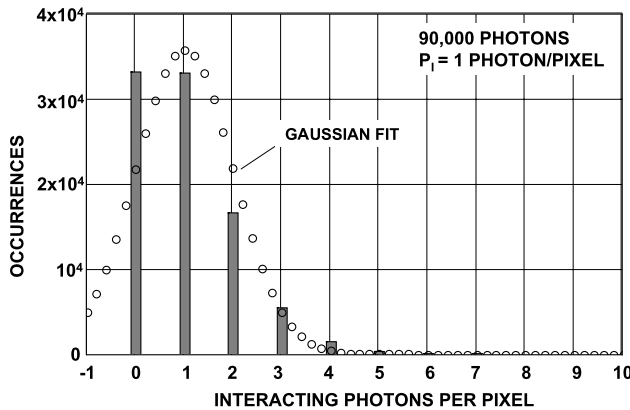 4x10⁴
3x10⁴
2x10⁴
10⁴
0
OCCURRENCES
90,000 PHOTONS
P_I = 1 PHOTON/PIXEL
GAUSSIAN FIT
-1 0 1 2 3 4 5 6 7 8 9 10
INTERACTING PHOTONS PER PIXEL